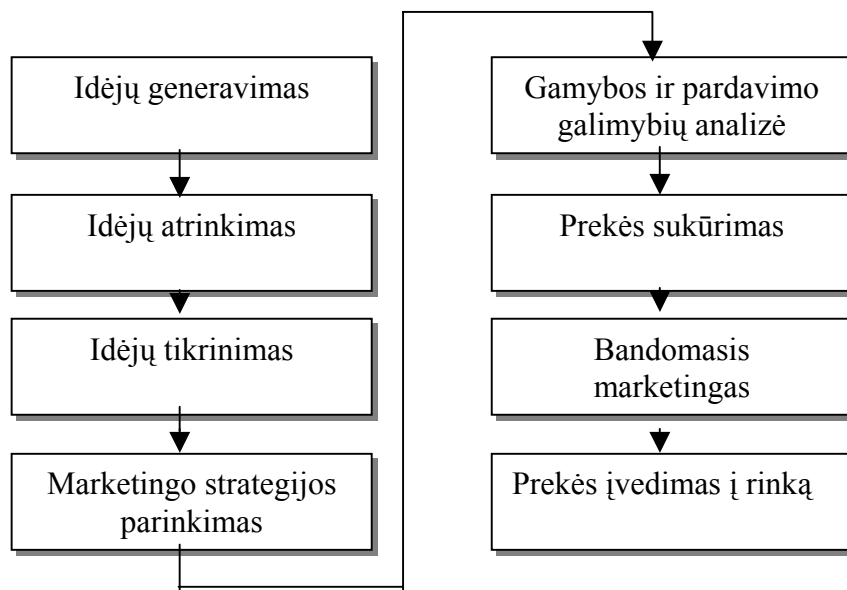 Idėjų generavimas
Idėjų atrinkimas
Idėjų tikrinimas
Marketingo strategijos
parinkimas
Gamybos ir pardavimo
galimybių analizė
Prekės sukūrimas
Bandomasis
marketingas
Prekės įvedimas į rinką